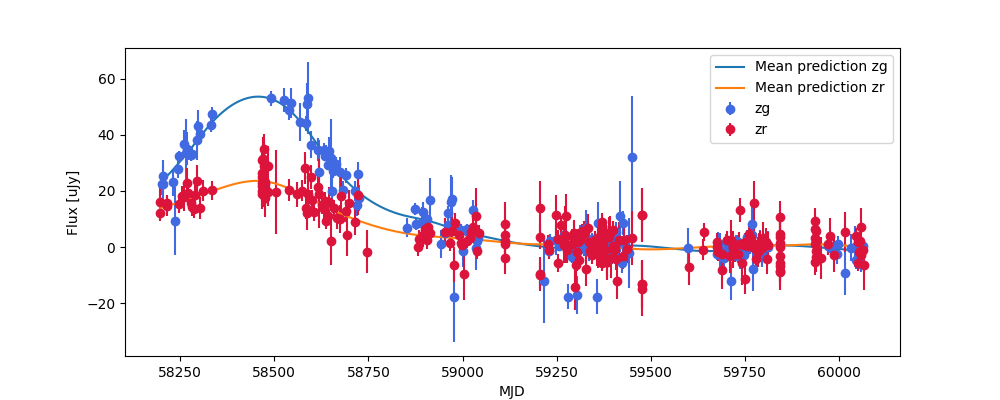 Mean prediction zg
Mean prediction zr
zg
zr
Flux [uJy]
60
40
20
0
−20
58250 58500 58750 59000 59250 59500 59750 60000
MJD